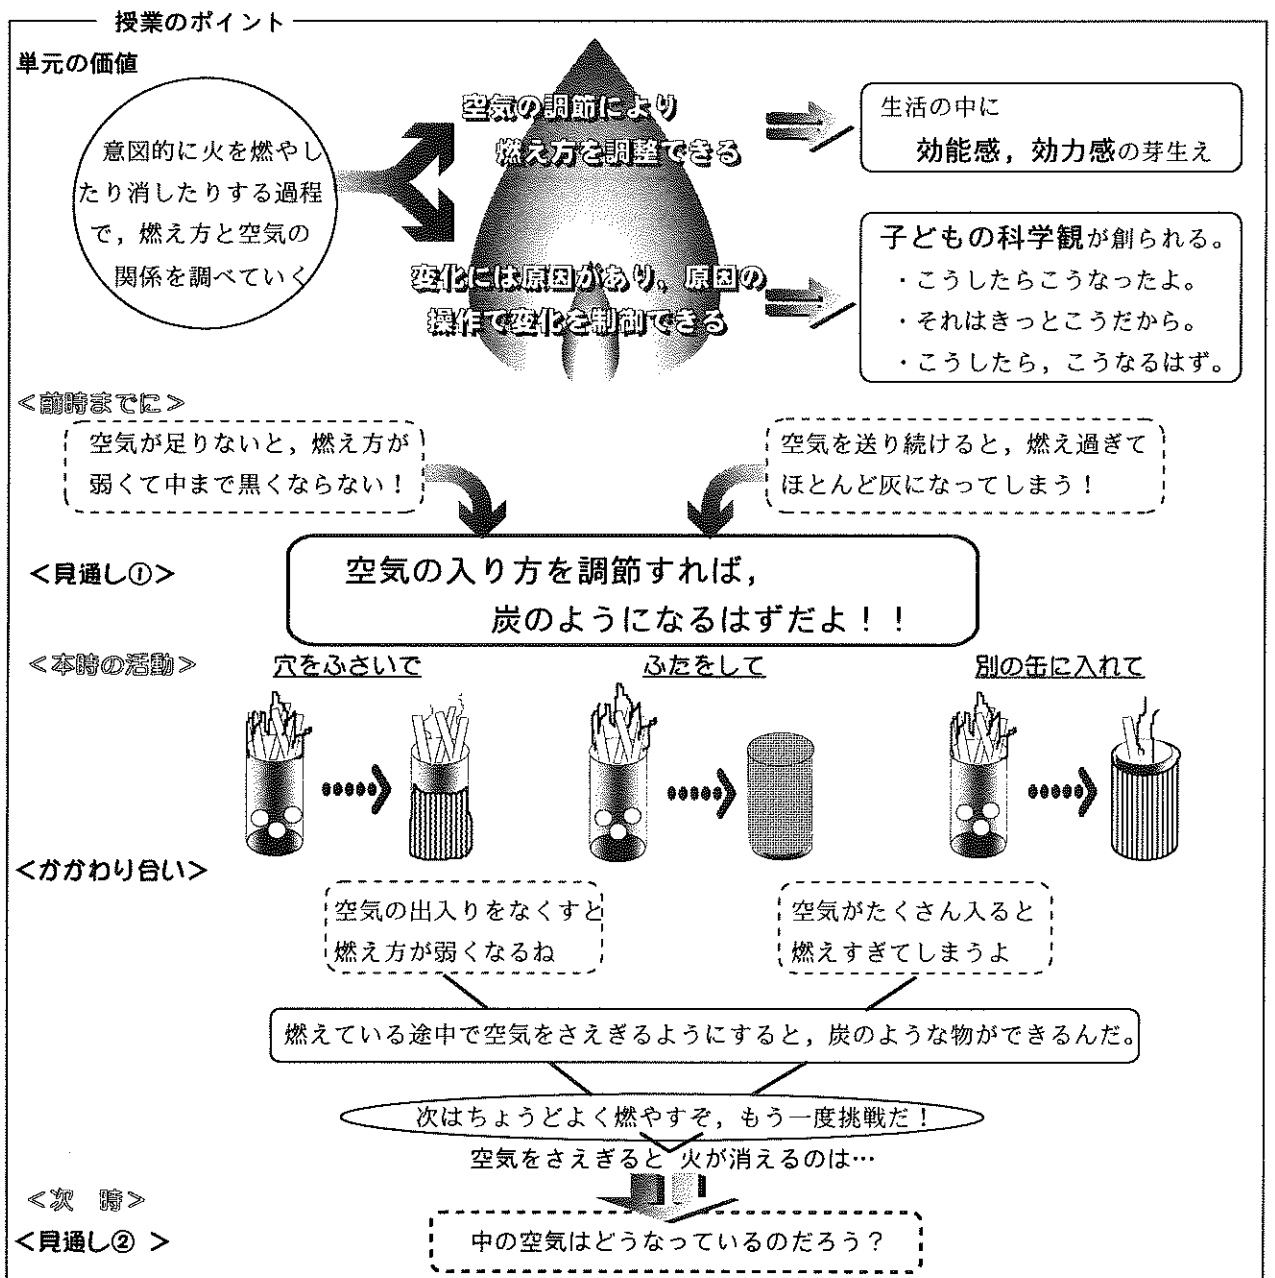 授業のポイント
単元の価値
意図的に火を燃やし
たり消したりする過程
で，燃え方と空気の
関係を調べていく
空気の調節により
燃え方を調整できる
変化には原因があり，原因の
操作で変化を制御できる
生活の中に
効能感，効力感の芽生え
子どもの科学観が創られる。
・こうしたらこうなったよ。
・それはきっとこうだから。
・こうしたら，こうなるはず。
＜前時までに＞
空気が足りないと，燃え方が
弱くて中まで黒くならない！
空気を送り続けると，燃え過ぎて
ほとんど灰になってしまう！
＜見通し①＞
空気の入り方を調節すれば，
炭のようになるはずだよ！！
＜本時の活動＞
穴をふさいで
ふたをして
別の缶に入れて
＜かかわり合い＞
空気の出入りをなくすと
燃え方が弱くなるね
空気がたくさん入ると
燃えすぎてしまうよ
燃えている途中で空気をさえぎるようにすると，炭のような物ができるんだ。
次はちょうどよく燃やすぞ，もう一度挑戦だ！
空気をさえぎると 火が消えるのは…
＜次　時＞
＜見通し② ＞
中の空気はどうなっているのだろう？